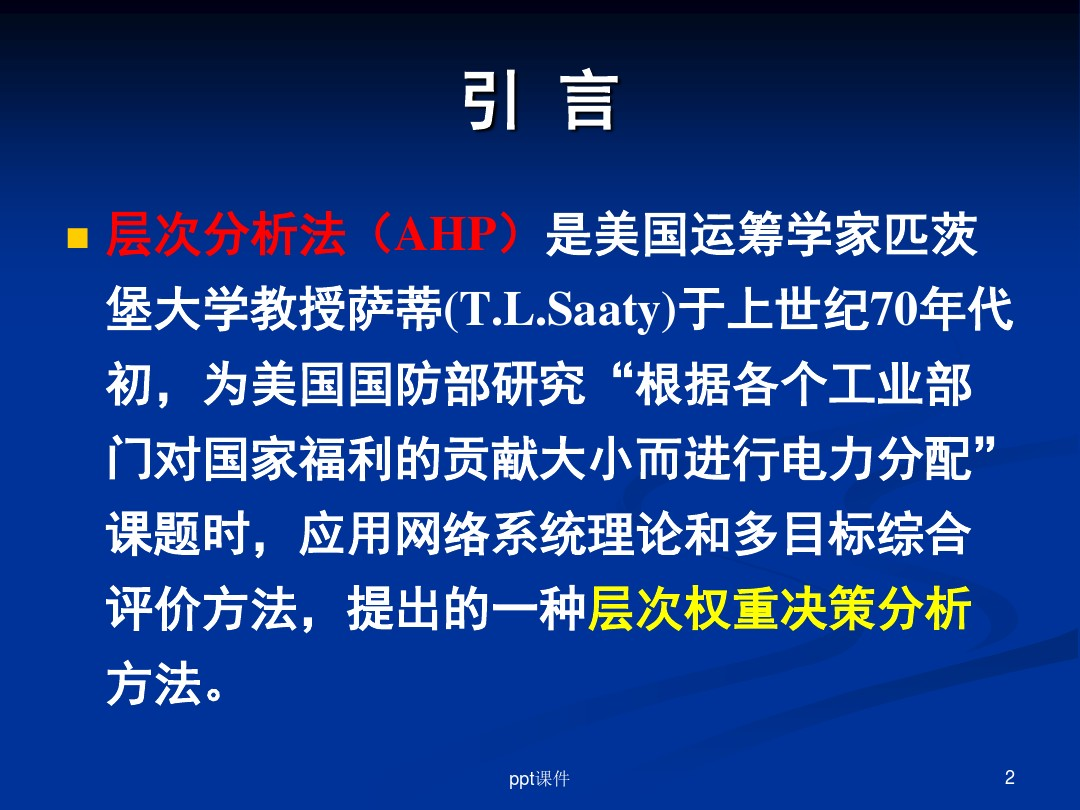 引 言
层次分析法（AHP）是美国运筹学家匹茨
堡大学教授萨蒂(T.L.Saaty)于上世纪70年代
初，为美国国防部研究“根据各个工业部
门对国家福利的贡献大小而进行电力分配”
课题时，应用网络系统理论和多目标综合
评价方法，提出的一种层次权重决策分析
方法。
ppt课件
2